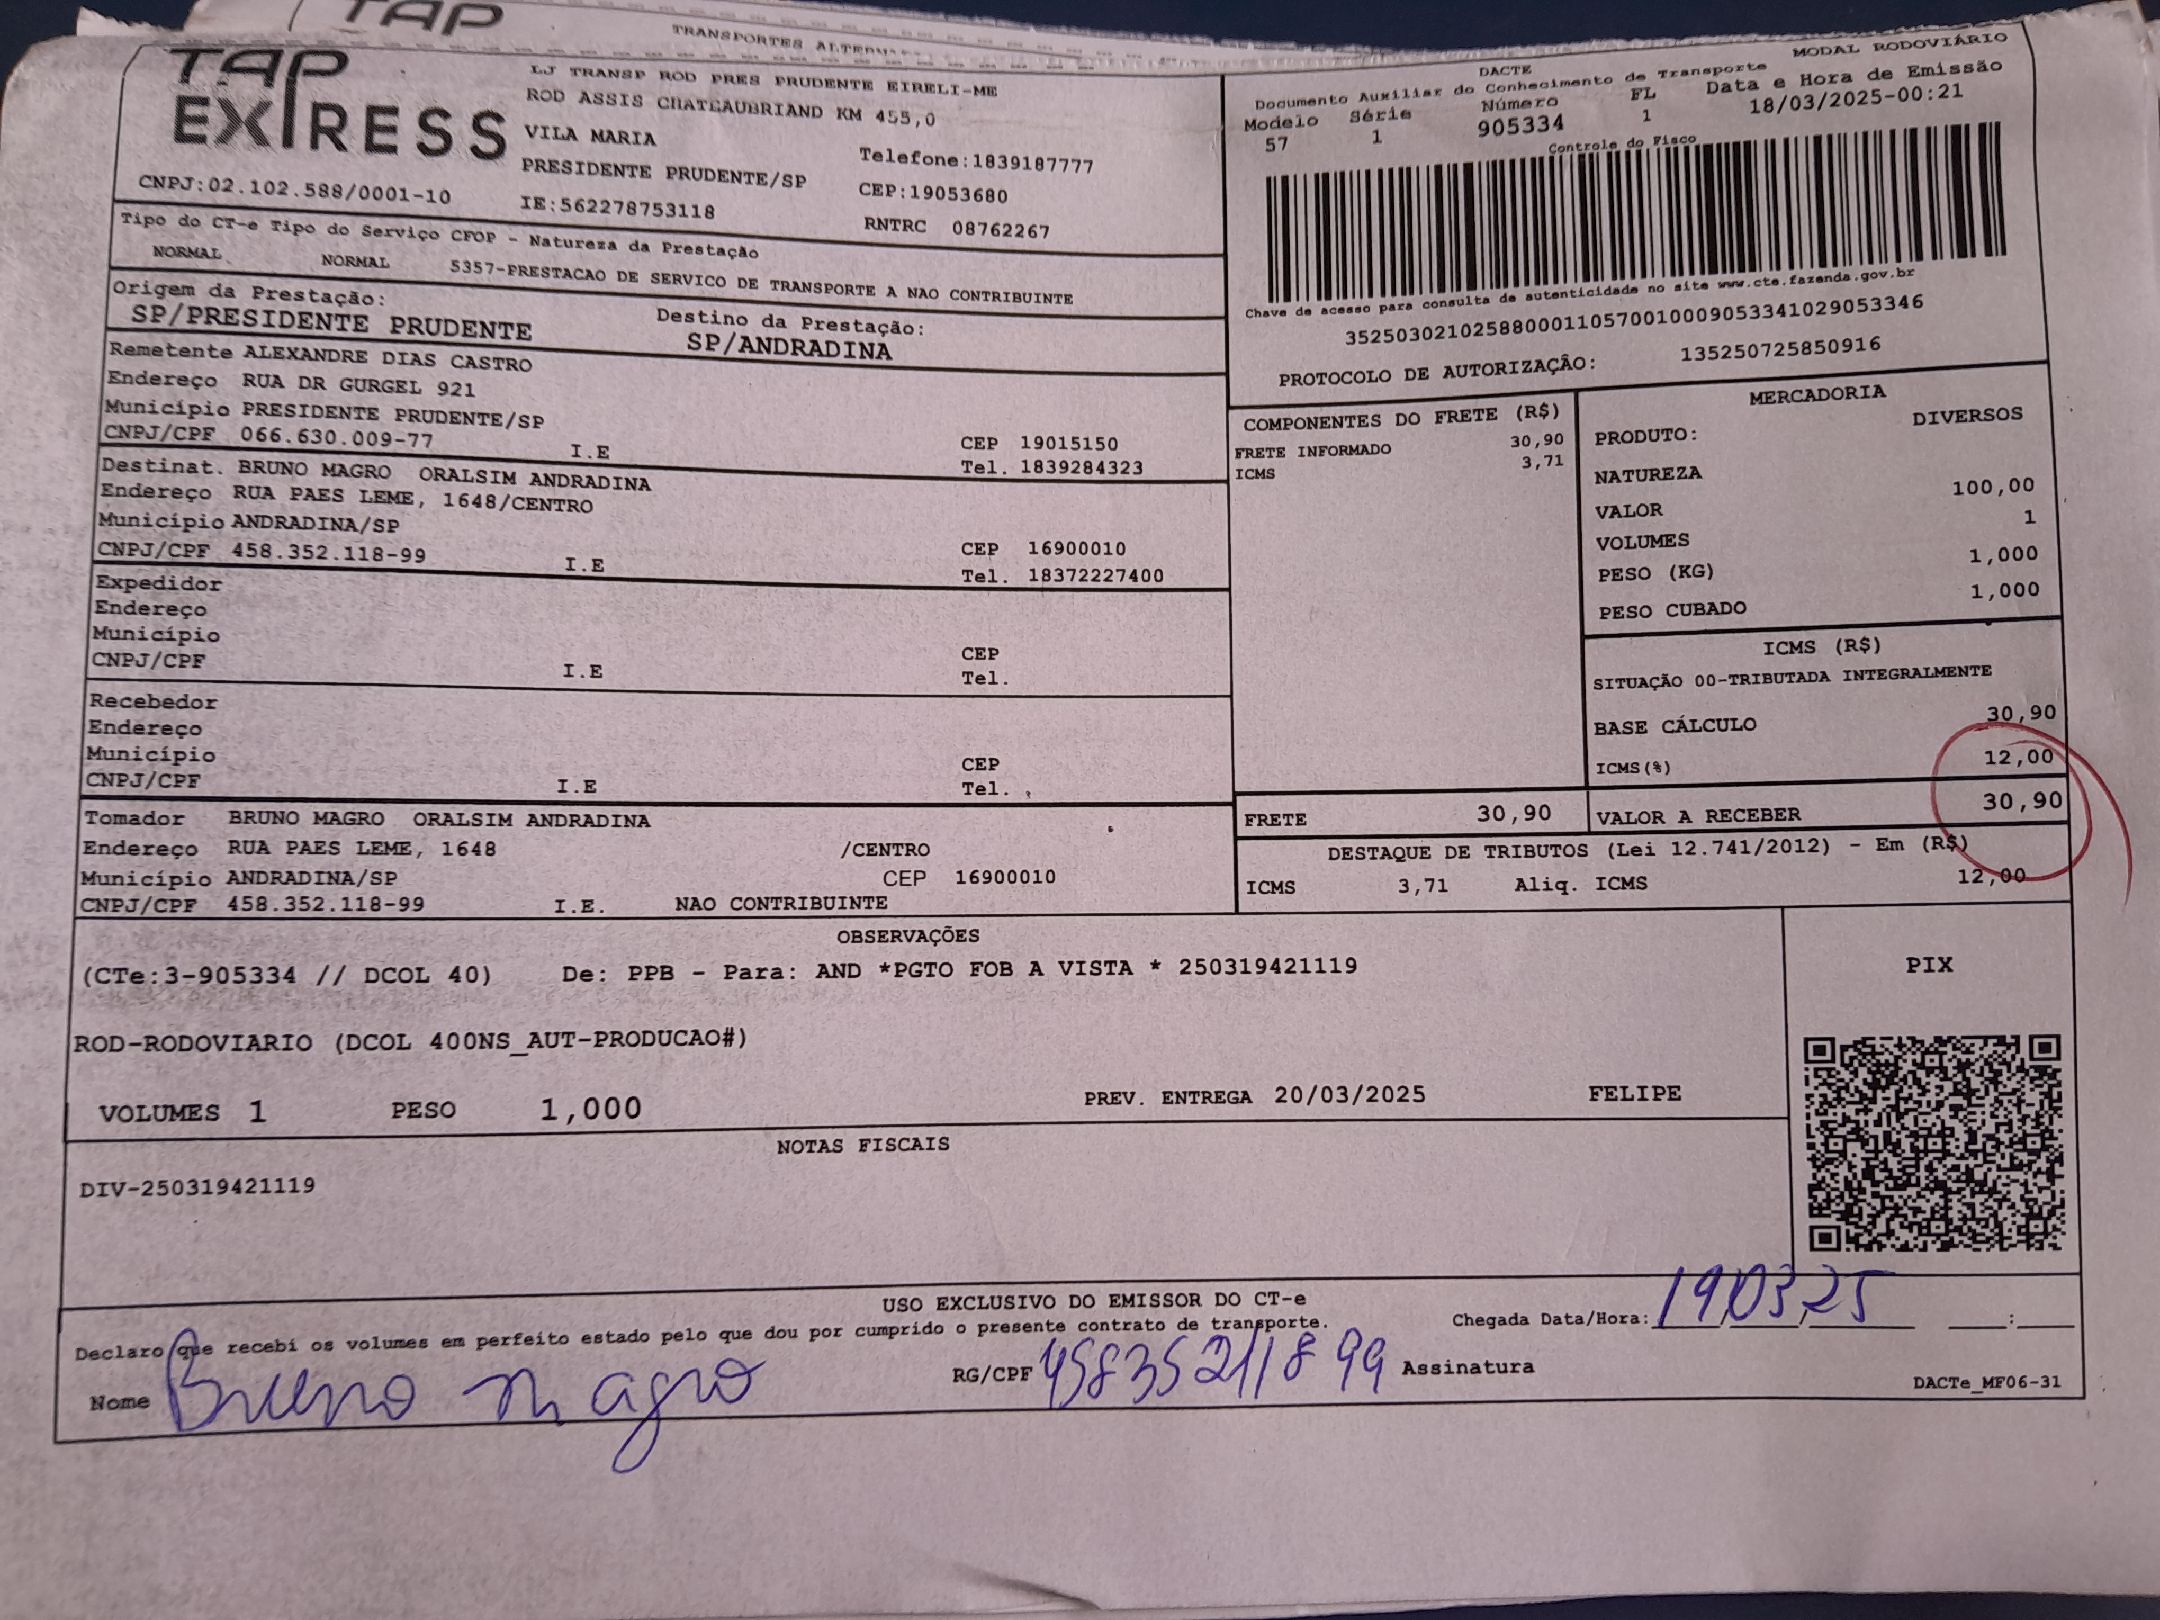 TAP
TRANSPORTES
TAP
EXPRESS
LJ TRANSP ROD PRES PRUDENTE EIRELI-ME
ROD ASSIS CHATEAUBRIAND KM 455,0
VILA MARIA
Telefone:1839187777
PRESIDENTE PRUDENTE/SP
CEP:19053680
CNPJ:02.102.588/0001-10
IE:562278753118
RNTRC 08762267
MODAL RODOVIÁRIO
DACTE
Documento Auxiliar do Conhecimento de Transporte
Modelo Série Número FL Data e Hora de Emissão
57 1 905334 1 18/03/2025-00:21
Controle do Fisco
Chave de acesso para consulta de autenticidade no site www.cte.fazenda.gov.br
35250302102588000110570010009053341029053346
PROTOCOLO DE AUTORIZAÇÃO: 135250725850916
Tipo do CT-e Tipo do Serviço CFOP - Natureza da Prestação
NORMAL NORMAL 5357-PRESTACAO DE SERVICO DE TRANSPORTE A NAO CONTRIBUINTE
Origem da Prestação: Destino da Prestação:
SP/PRESIDENTE PRUDENTE SP/ANDRADINA
Remetente ALEXANDRE DIAS CASTRO
Endereço RUA DR GURGEL 921
Município PRESIDENTE PRUDENTE/SP CEP 19015150
CNPJ/CPF 066.630.009-77 I.E Tel. 1839284323
Destinat. BRUNO MAGRO ORALSIM ANDRADINA
Endereço RUA PAES LEME, 1648/CENTRO
Município ANDRADINA/SP CEP 16900010
CNPJ/CPF 458.352.118-99 I.E Tel. 18372227400
Expedidor
Endereço
Município CEP
CNPJ/CPF I.E Tel.
Recebedor
Endereço
Município CEP
CNPJ/CPF I.E Tel.
Tomador BRUNO MAGRO ORALSIM ANDRADINA
Endereço RUA PAES LEME, 1648 /CENTRO
Município ANDRADINA/SP CEP 16900010
CNPJ/CPF 458.352.118-99 I.E. NAO CONTRIBUINTE
COMPONENTES DO FRETE (R$)
FRETE INFORMADO 30,90
ICMS 3,71
MERCADORIA
PRODUTO: DIVERSOS
NATUREZA
VALOR 100,00
VOLUMES 1
PESO (KG) 1,000
PESO CUBADO 1,000
ICMS (R$)
SITUAÇÃO 00-TRIBUTADA INTEGRALMENTE
BASE CÁLCULO 30,90
ICMS(%) 12,00
FRETE 30,90 VALOR A RECEBER 30,90
DESTAQUE DE TRIBUTOS (Lei 12.741/2012) - Em (R$)
ICMS 3,71 Aliq. ICMS 12,00
OBSERVAÇÕES
(CTe:3-905334 // DCOL 40) De: PPB - Para: AND *PGTO FOB A VISTA * 250319421119
ROD-RODOVIARIO (DCOL 400NS_AUT-PRODUCAO#)
VOLUMES 1 PESO 1,000 PREV. ENTREGA 20/03/2025 FELIPE
PIX
NOTAS FISCAIS
DIV-250319421119
USO EXCLUSIVO DO EMISSOR DO CT-e
Declaro que recebi os volumes em perfeito estado pelo que dou por cumprido o presente contrato de transporte.
Chegada Data/Hora: 19/03/25 __:__
Nome Bruno Magro RG/CPF 45835211899 Assinatura
DACTe_MF06-31